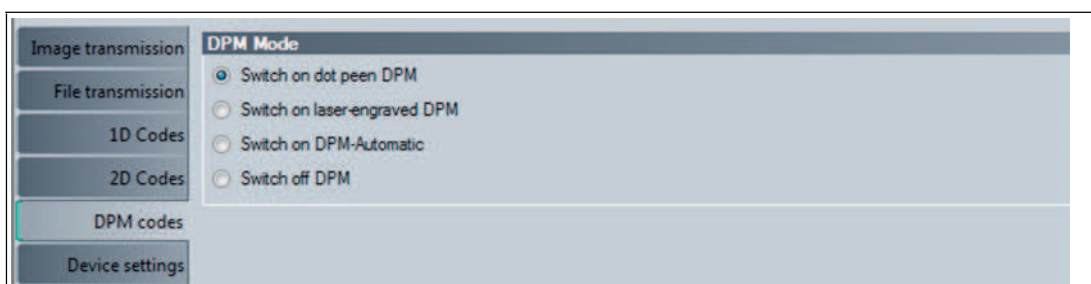 Image transmission
File transmission
1D Codes
2D Codes
DPM codes
Device settings
DPM Mode
Switch on dot peen DPM
Switch on laser-engraved DPM
Switch on DPM-Automatic
Switch off DPM